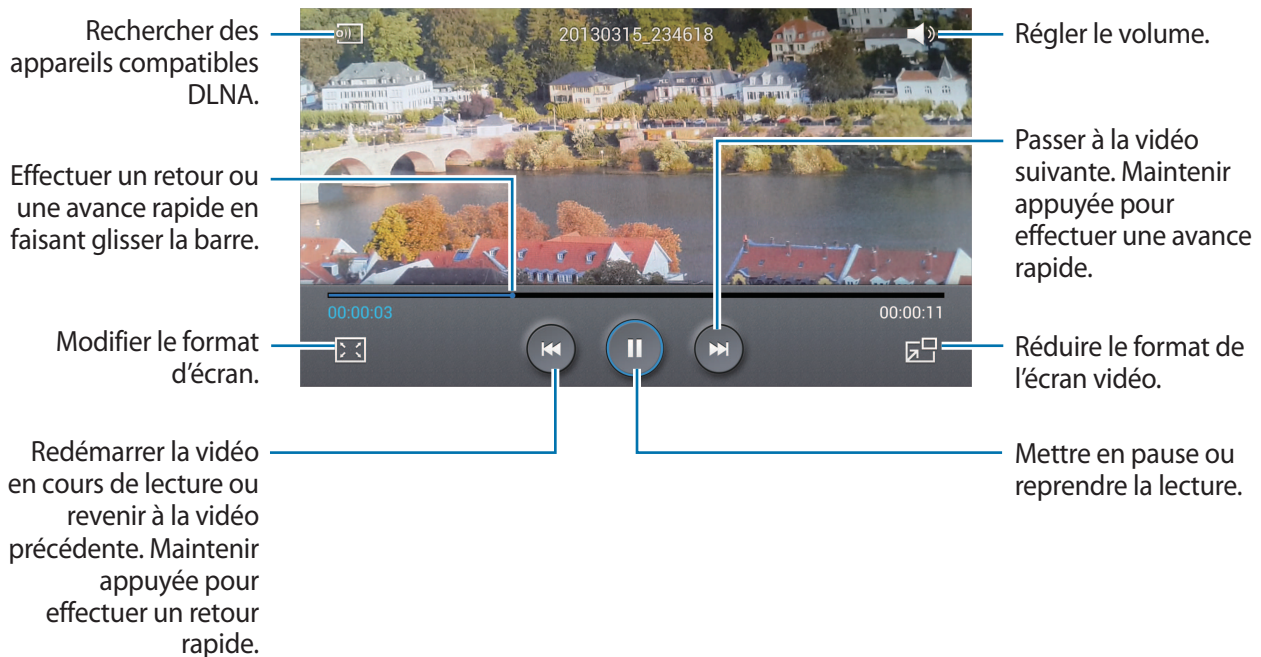 Rechercher des
appareils compatibles
DLNA.
Effectuer un retour ou
une avance rapide en
faisant glisser la barre.
Modifier le format
d’écran.
Redémarrer la vidéo
en cours de lecture ou
revenir à la vidéo
précédente. Maintenir
appuyée pour
effectuer un retour
rapide.
20130315_234618
00:00:03
00:00:11
Régler le volume.
Passer à la vidéo
suivante. Maintenir
appuyée pour
effectuer une avance
rapide.
Réduire le format de
l’écran vidéo.
Mettre en pause ou
reprendre la lecture.